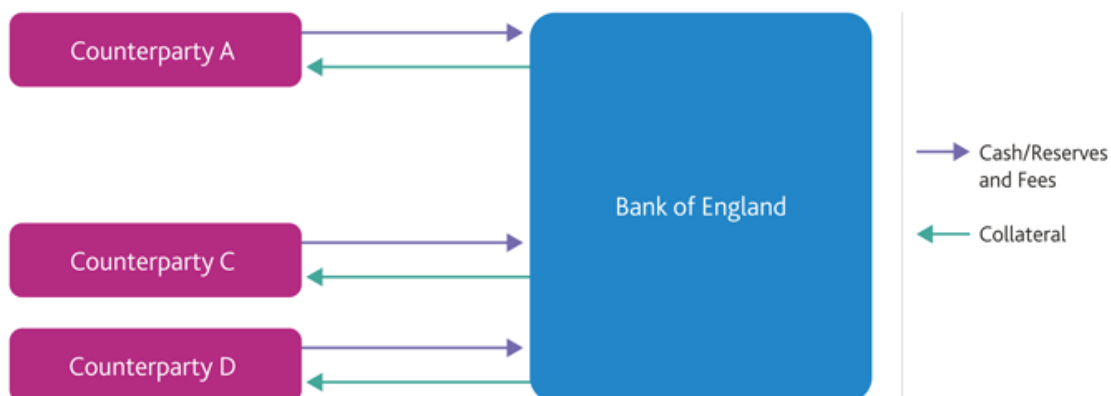 Counterparty A
Counterparty C
Counterparty D
Bank of England
Cash/Reserves
and Fees
Collateral